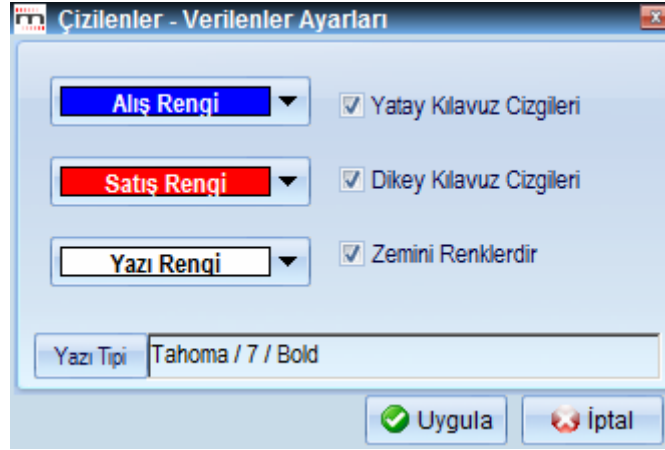 Çizilenler - Verilenler Ayarları
Alış Rengi
Yatay Kılavuz Cizgileri
Satış Rengi
Dikey Kılavuz Cizgileri
Yazı Rengi
Zemini Renklerdir
Yazı Tipi
Tahoma / 7 / Bold
Uygula
İptal